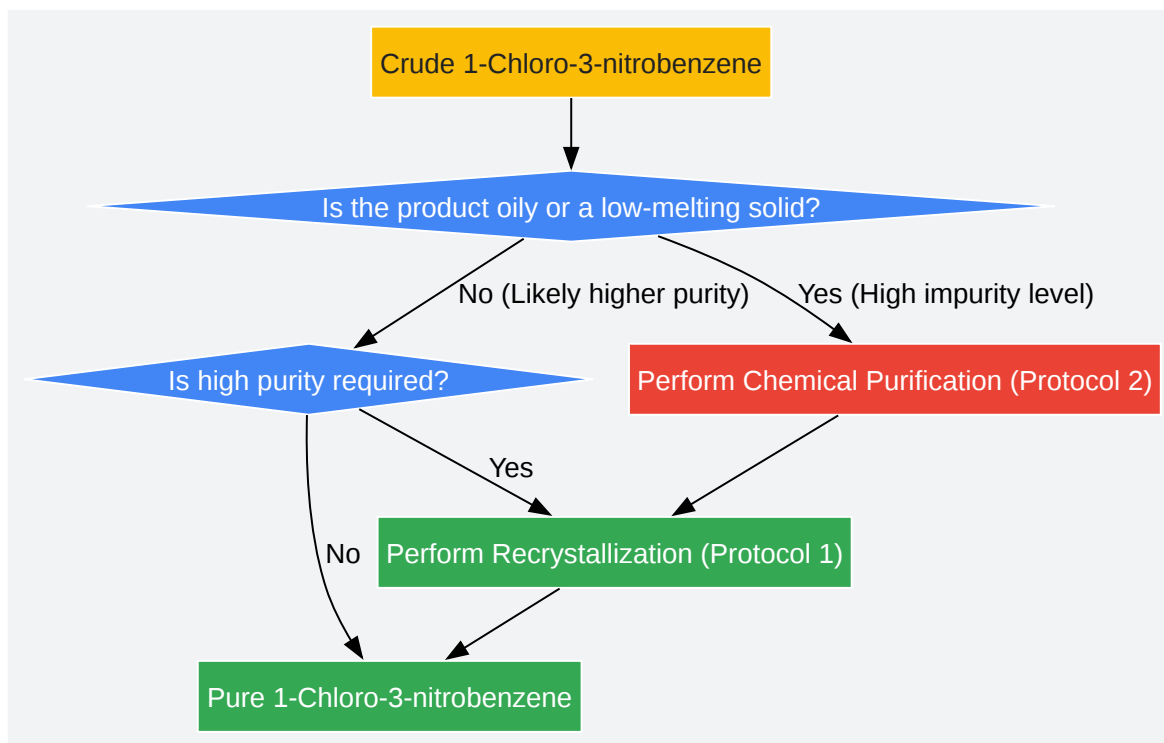 Crude 1-Chloro-3-nitrobenzene
Is the product oily or a low-melting solid?
No (Likely higher purity)
Yes (High impurity level)
Is high purity required?
Perform Chemical Purification (Protocol 2)
Yes
No
Perform Recrystallization (Protocol 1)
Pure 1-Chloro-3-nitrobenzene